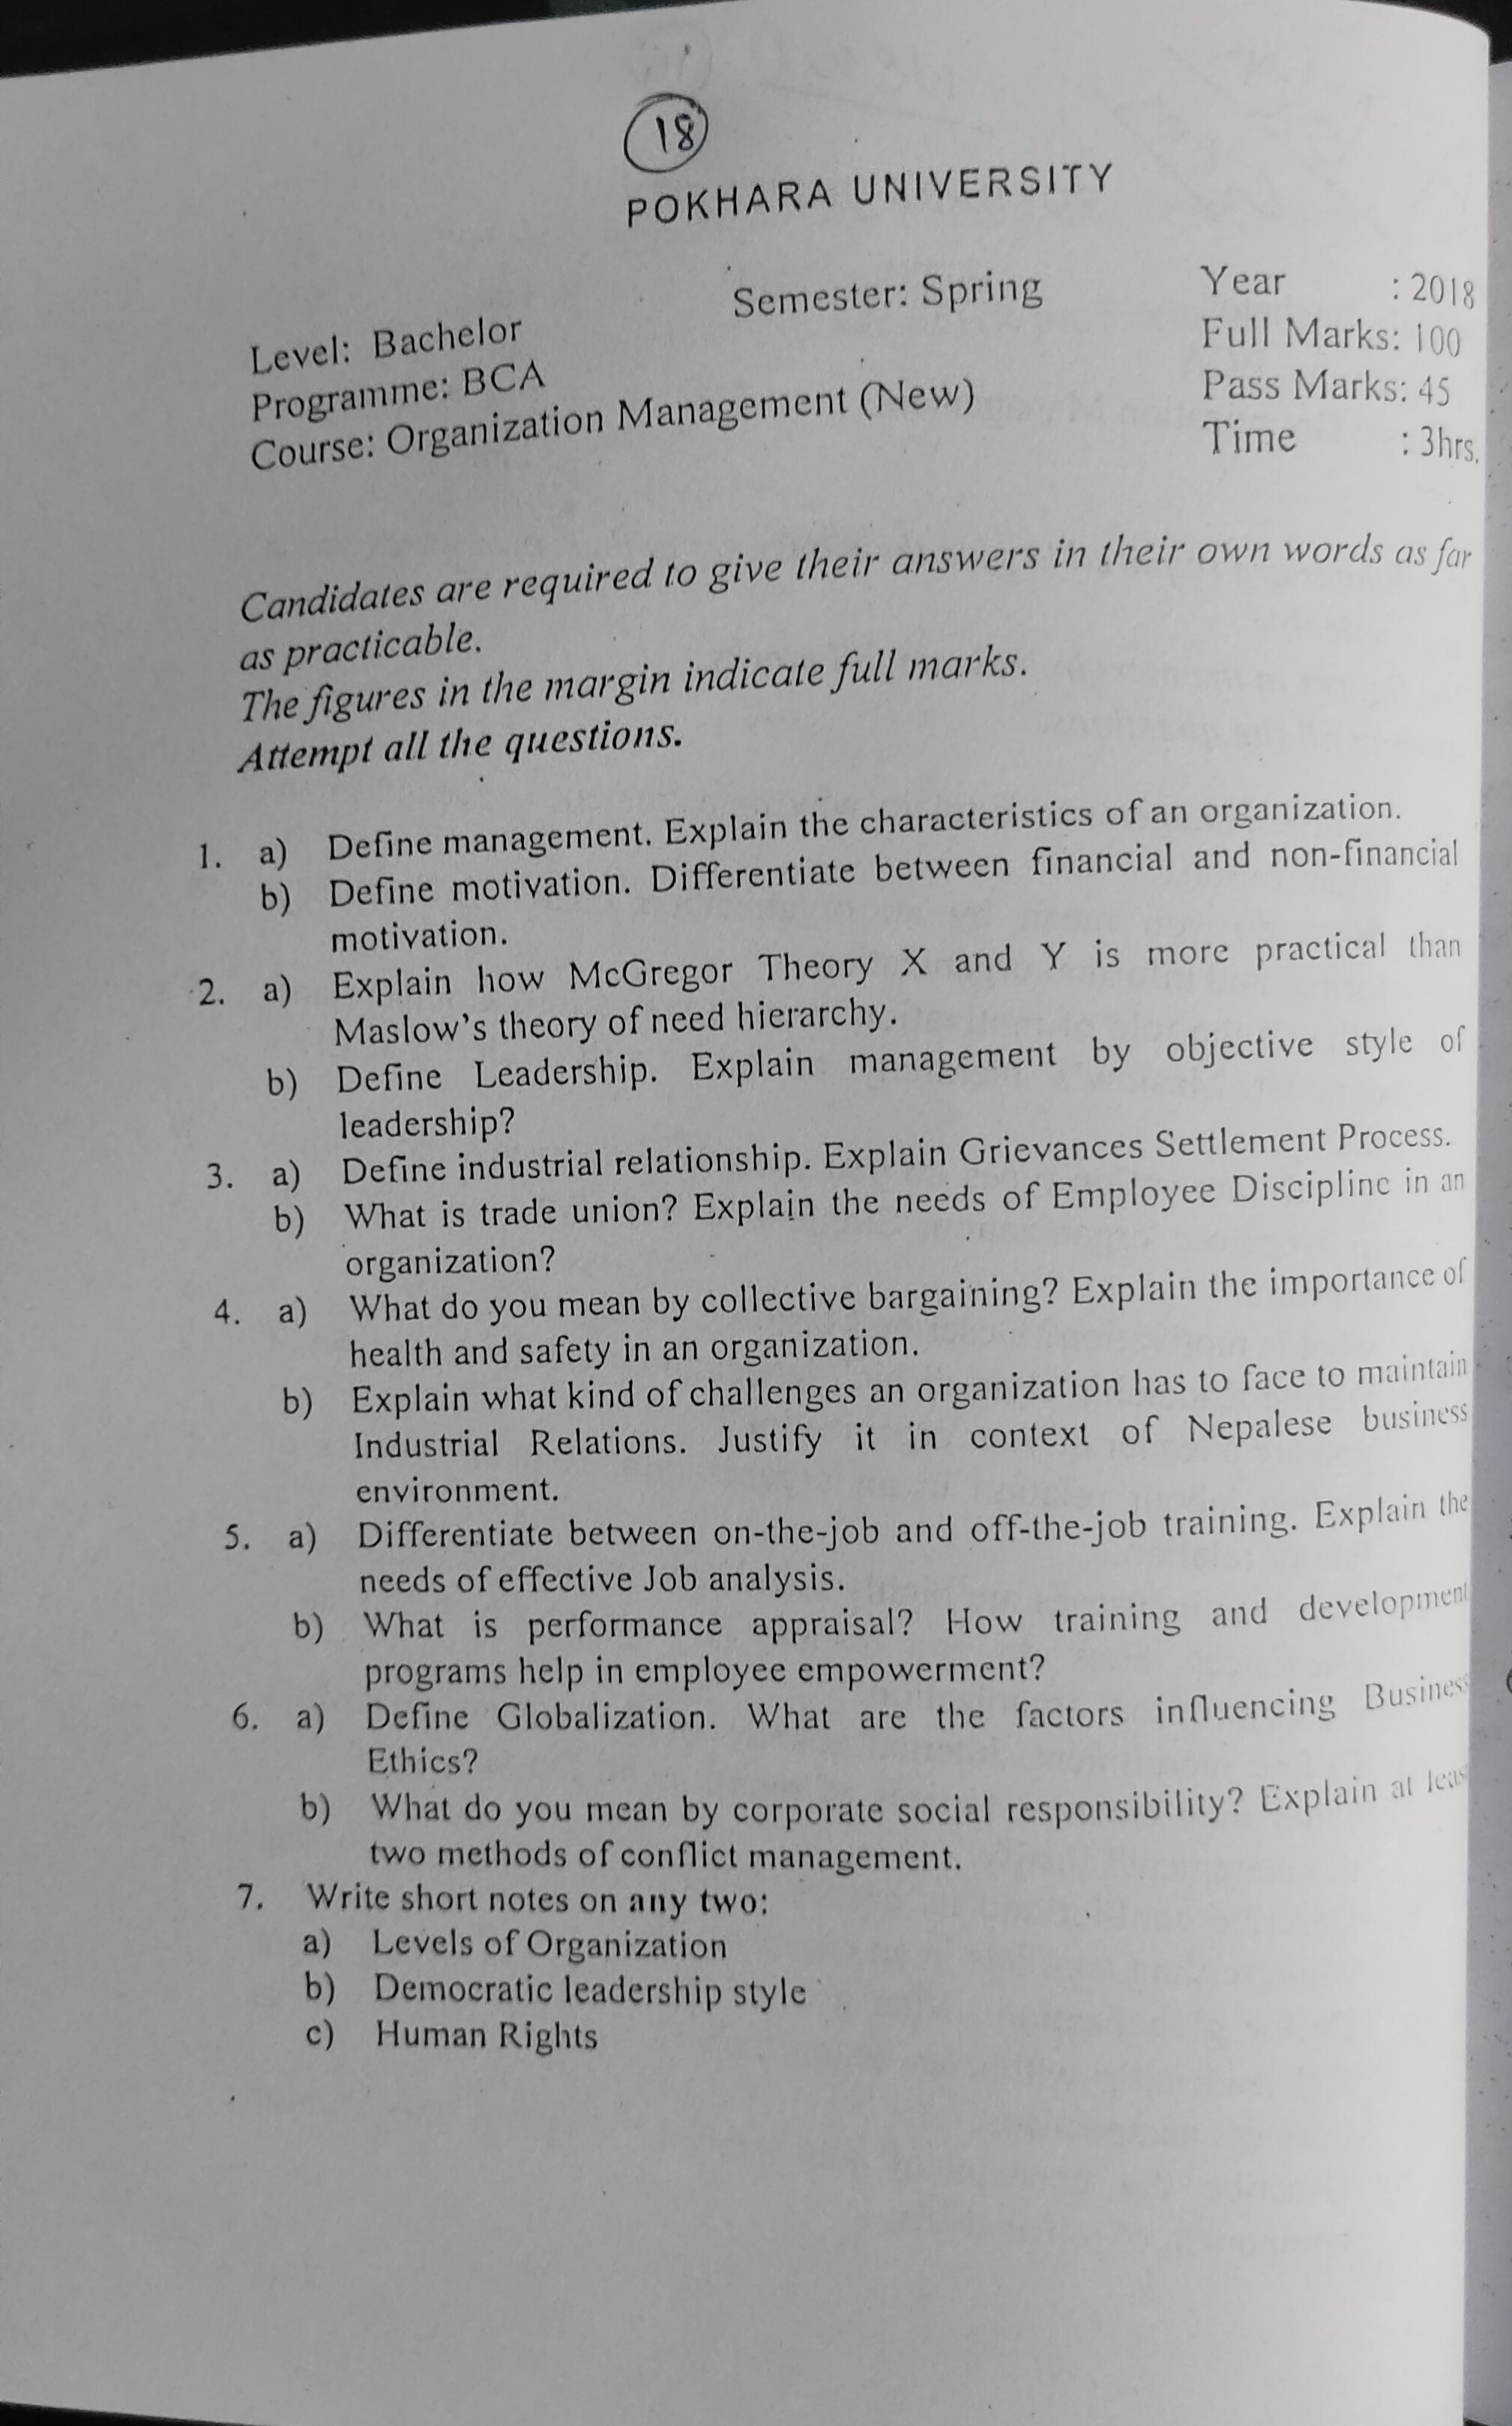 18
POKHARA UNIVERSITY
Level: Bachelor Semester: Spring Year : 2018
Programme: BCA Full Marks: 100
Course: Organization Management (New) Pass Marks: 45
Time : 3hrs.
Candidates are required to give their answers in their own words as far
as practicable.
The figures in the margin indicate full marks.
Attempt all the questions.
1. a) Define management. Explain the characteristics of an organization.
b) Define motivation. Differentiate between financial and non-financial
motivation.
2. a) Explain how McGregor Theory X and Y is more practical than
Maslow's theory of need hierarchy.
b) Define Leadership. Explain management by objective style of
leadership?
3. a) Define industrial relationship. Explain Grievances Settlement Process.
b) What is trade union? Explain the needs of Employee Discipline in an
organization?
4. a) What do you mean by collective bargaining? Explain the importance of
health and safety in an organization.
b) Explain what kind of challenges an organization has to face to maintain
Industrial Relations. Justify it in context of Nepalese business
environment.
5. a) Differentiate between on-the-job and off-the-job training. Explain the
needs of effective Job analysis.
b) What is performance appraisal? How training and development
programs help in employee empowerment?
6. a) Define Globalization. What are the factors influencing Business
Ethics?
b) What do you mean by corporate social responsibility? Explain at leas
two methods of conflict management.
7. Write short notes on any two:
a) Levels of Organization
b) Democratic leadership style
c) Human Rights